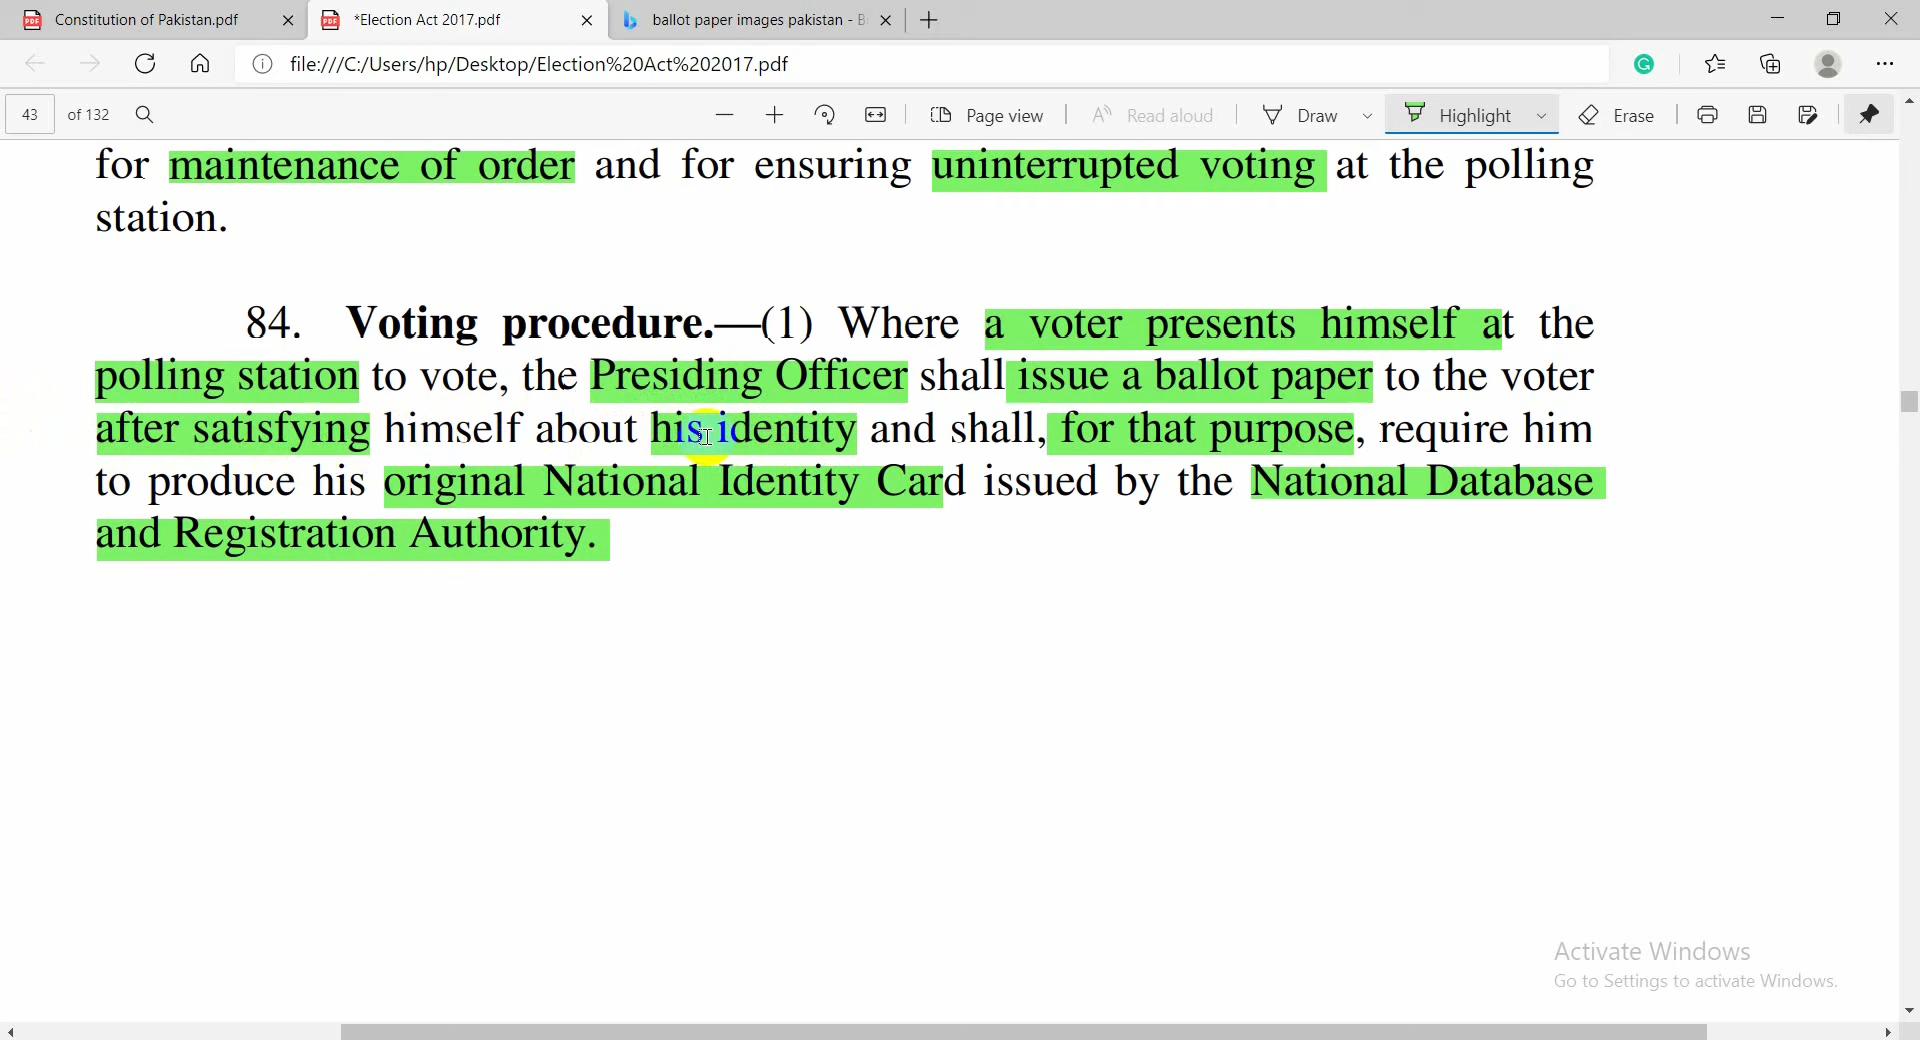 Constitution of Pakistan.pdf *Election Act 2017.pdf ballot paper images pakistan - B
file:///C:/Users/hp/Desktop/Election%20Act%202017.pdf
43 of 132 Page view Read aloud Draw Highlight Erase
for maintenance of order and for ensuring uninterrupted voting at the polling
station.
84. Voting procedure.—(1) Where a voter presents himself at the
polling station to vote, the Presiding Officer shall issue a ballot paper to the voter
after satisfying himself about his identity and shall, for that purpose, require him
to produce his original National Identity Card issued by the National Database
and Registration Authority.
Activate Windows
Go to Settings to activate Windows.